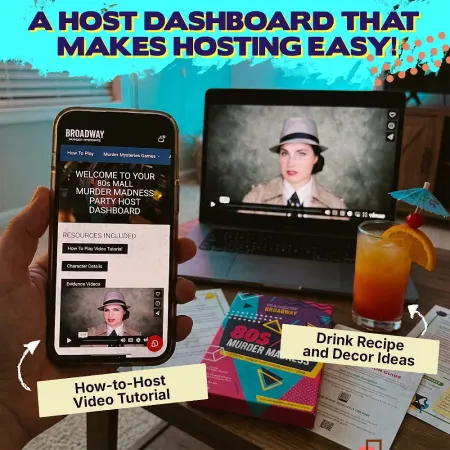 A HOST DASHBOARD THAT
MAKES HOSTING EASY!
BROADWAY
MURDER MYSTERIES
How To Play
Murder Mysteries Games
WELCOME TO YOUR
80s MALL
MURDER MADNESS
PARTY HOST
DASHBOARD
RESOURCES INCLUDED
How To Play Video Tutorial
Character Details
Evidence Videos
BROADWAY
80S
MURDER MADNESS
Drink Recipe
and Decor Ideas
How-to-Host
Video Tutorial